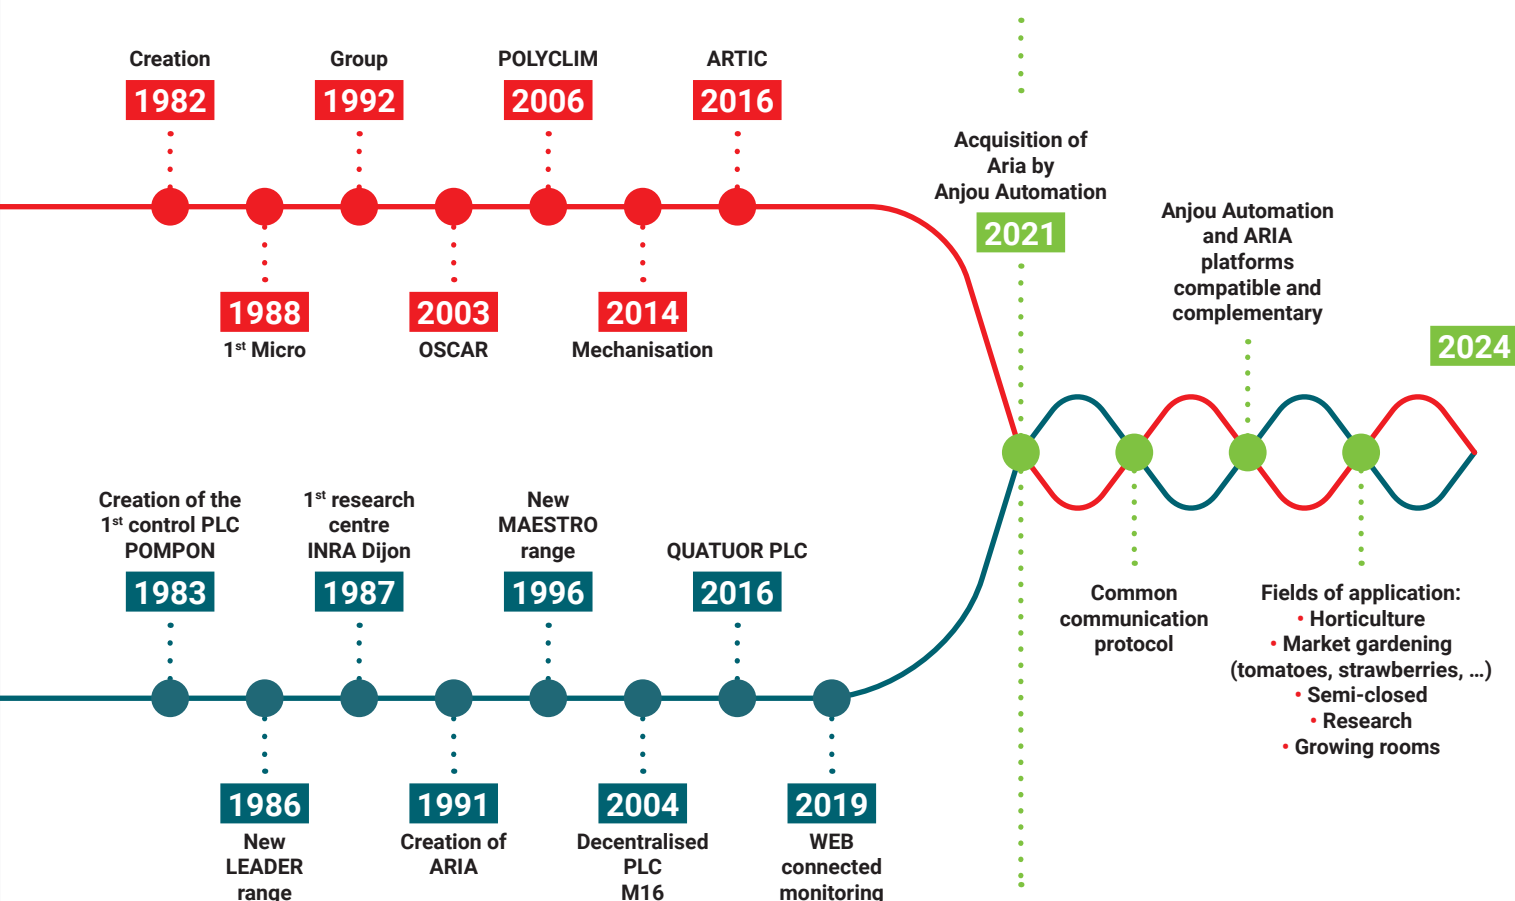 Creation
1982
Group
1992
POLYCLIM
2006
ARTIC
2016
1988
1st Micro
2003
OSCAR
2014
Mechanisation
Acquisition of
Aria by
Anjou Automation
2021
Anjou Automation
and ARIA
platforms
compatible and
complementary
2024
Creation of the
1st control PLC
POMPON
1983
1st research
centre
INRA Dijon
1987
New
MAESTRO
range
1996
QUATUOR PLC
2016
1986
New
LEADER
range
1991
Creation of
ARIA
2004
Decentralised
PLC
M16
2019
WEB
connected
monitoring
Common
communication
protocol
Fields of application:
• Horticulture
• Market gardening
(tomatoes, strawberries, ...)
• Semi-closed
• Research
• Growing rooms